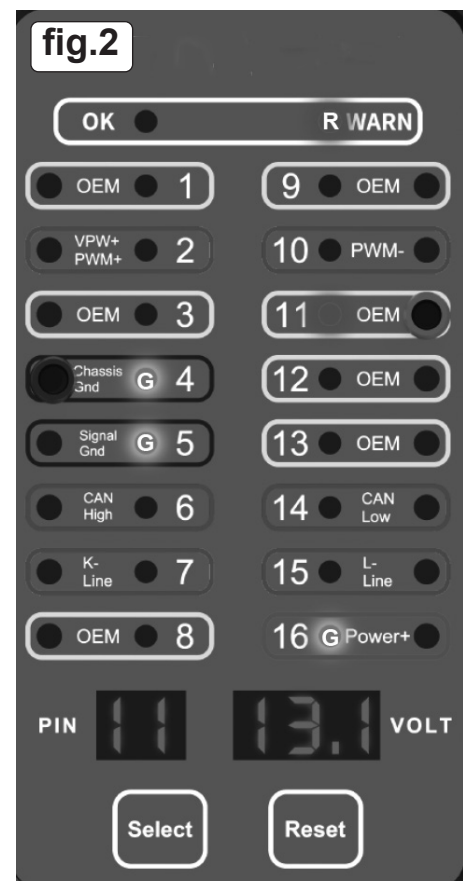 fig.2
OK R WARN
OEM 1 9 OEM
VPW+
PWM+ 2 10 PWM-
OEM 3 11 OEM
Chassis
Gnd G 4 12 OEM
Signal
Gnd G 5 13 OEM
CAN
High 6 14 CAN
Low
K-
Line 7 15 L-
Line
OEM 8 16 G Power+
PIN 11 13.1 VOLT
Select Reset